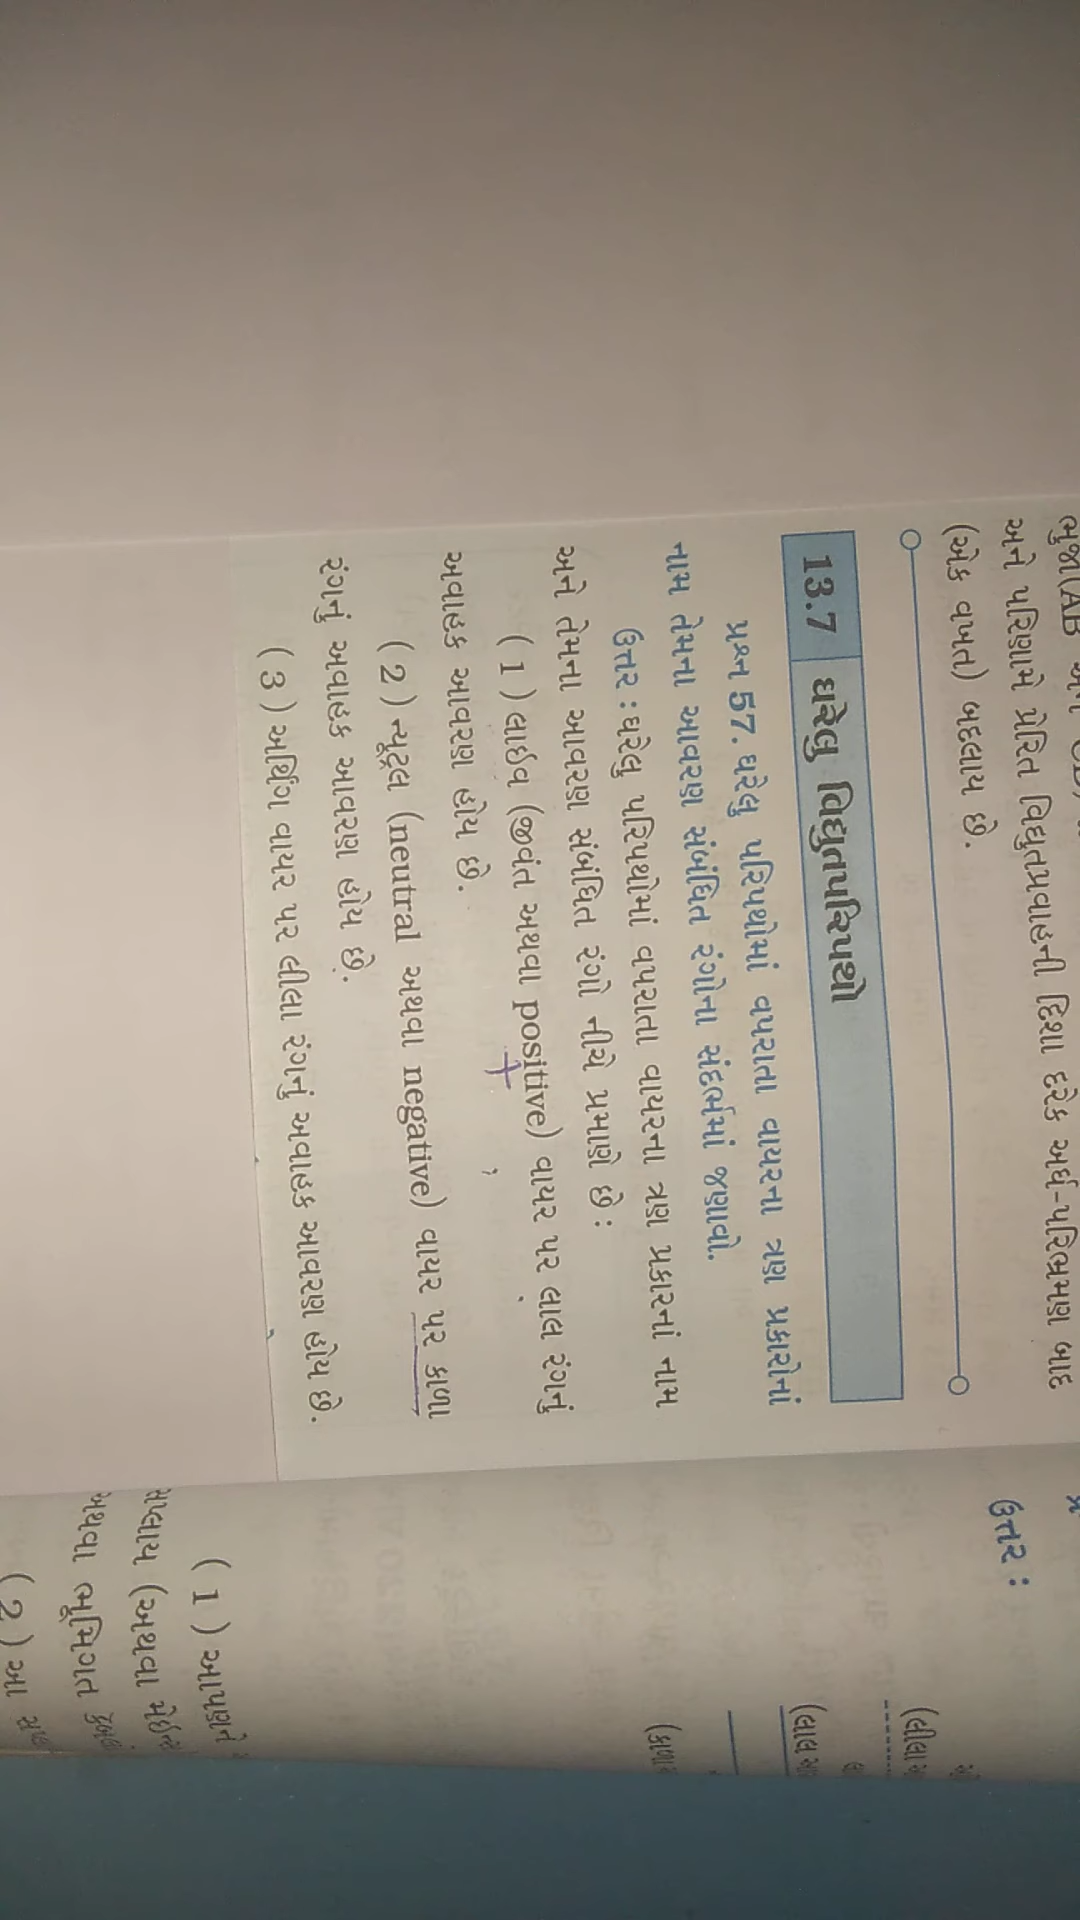 અને પરિણામે પ્રેરિત વિદ્યુતપ્રવાહની દિશા દરેક અર્ધ-પરિભ્રમણ બાદ
(એક વખત) બદલાય છે.
13.7 ઘરેલુ વિદ્યુતપરિપથો
પ્રશ્ન 57. ઘરેલુ પરિપથોમાં વપરાતા વાયરના ત્રણ પ્રકારોનાં
નામ તેમના આવરણ સંબંધિત રંગોના સંદર્ભમાં જણાવો.
ઉત્તર : ઘરેલુ પરિપથોમાં વપરાતા વાયરના ત્રણ પ્રકારનાં નામ
અને તેમના આવરણ સંબંધિત રંગો નીચે પ્રમાણે છે :
( 1 ) લાઈવ (જીવંત અથવા positive) વાયર પર લાલ રંગનું
+
અવાહક આવરણ હોય છે.
( 2 ) ન્યૂટ્રલ (neutral અથવા negative) વાયર પર કાળા
રંગનું અવાહક આવરણ હોય છે.
( 3 ) અર્થિંગ વાયર પર લીલા રંગનું અવાહક આવરણ હોય છે.
ઉત્તર :
(લીલા
(લાલ
(કાળા
( 1 ) આપણને
સપ્લાય (અથવા
અથવા ભૂમિગત
( 2 ) આ